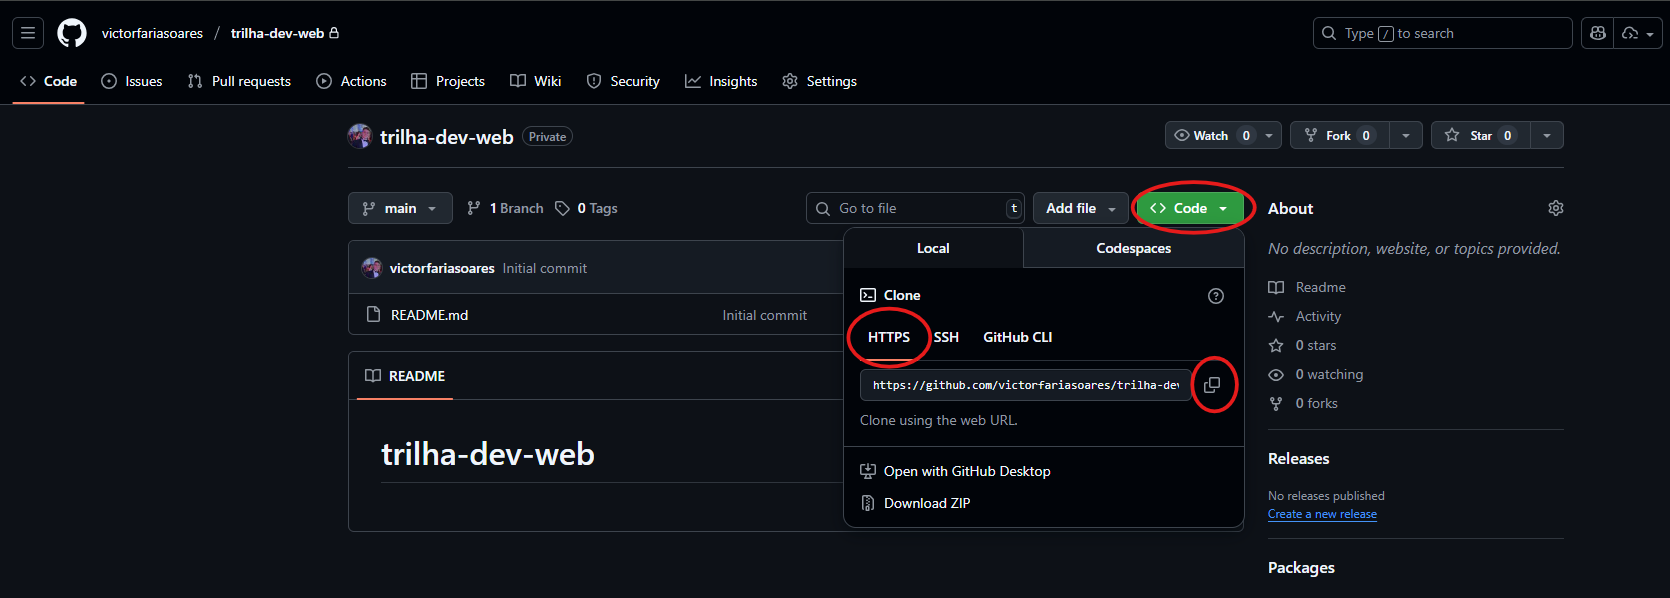 victorfariasoares / trilha-dev-web
Type / to search
Code Issues Pull requests Actions Projects Wiki Security Insights Settings
trilha-dev-web Private
Watch 0 Fork 0 Star 0
main 1 Branch 0 Tags Go to file t Add file Code
victorfariasoares Initial commit
README.md Initial commit
README
trilha-dev-web
Local Codespaces
Clone
HTTPS SSH GitHub CLI
https://github.com/victorfariasoares/trilha-dev
Clone using the web URL.
Open with GitHub Desktop
Download ZIP
About
No description, website, or topics provided.
Readme
Activity
0 stars
0 watching
0 forks
Releases
No releases published
Create a new release
Packages